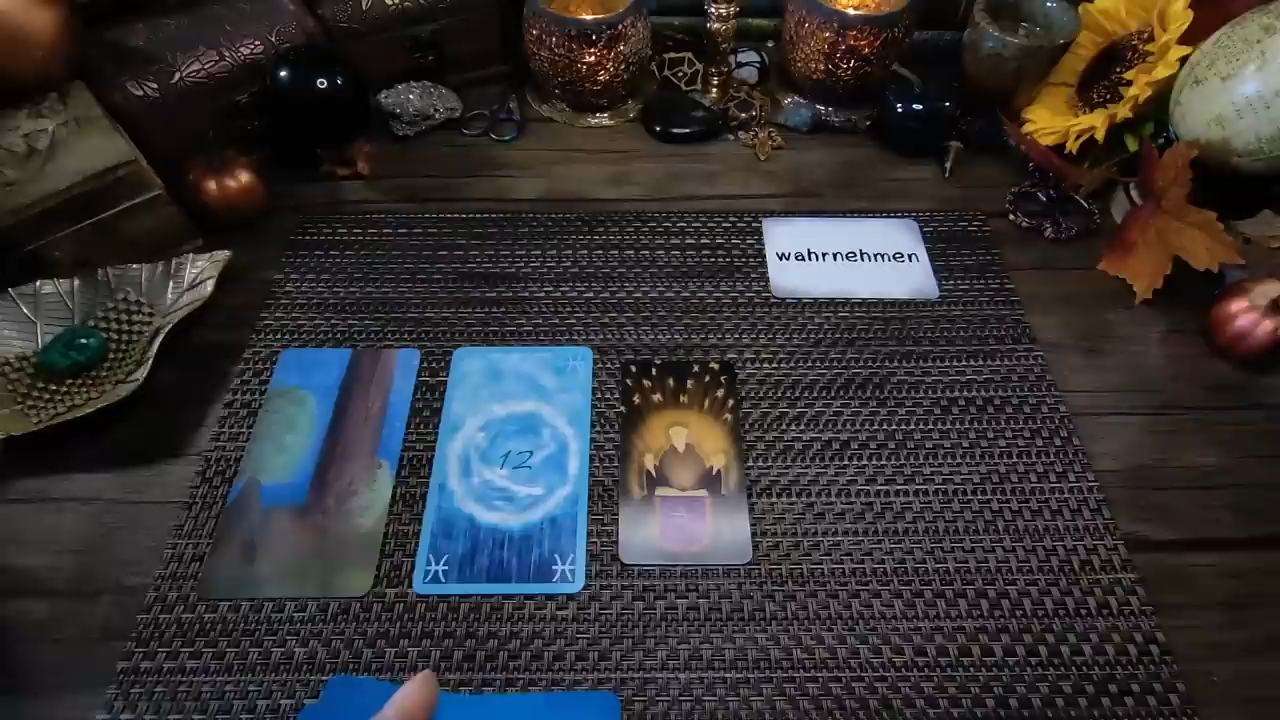 wahrnehmen
12
♓
♓ ♓